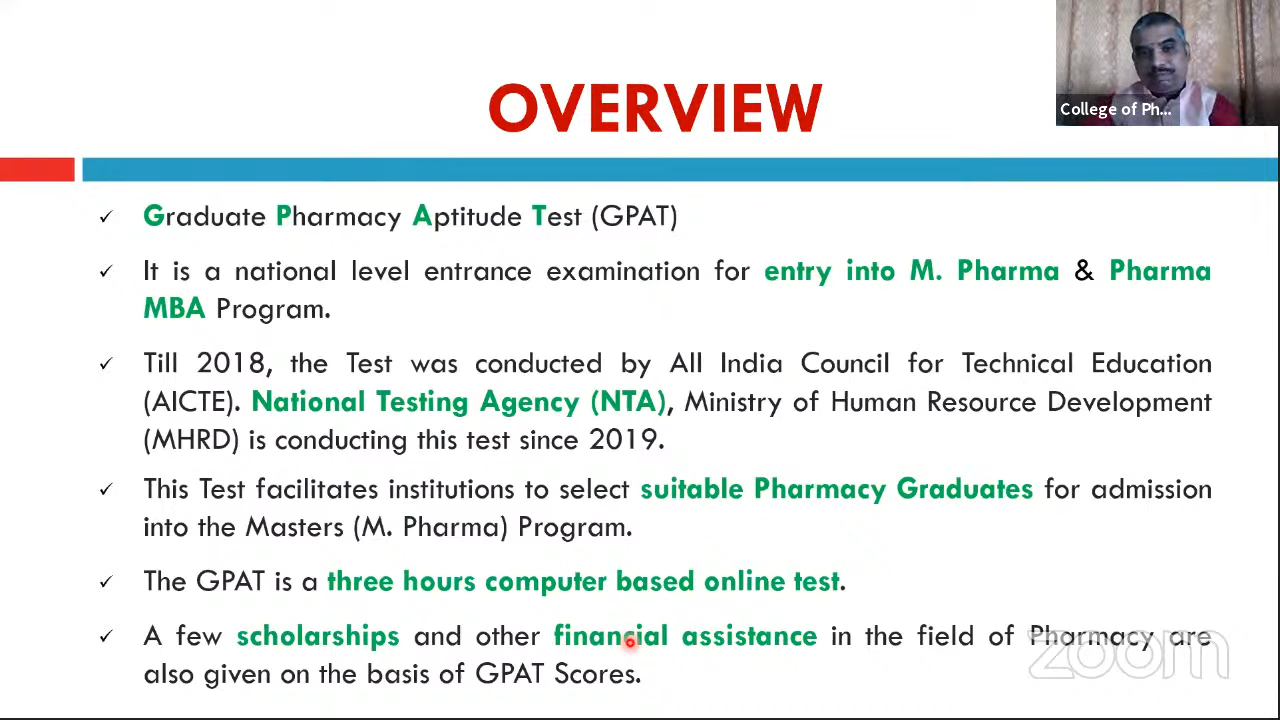 College of Ph...
OVERVIEW
✓ Graduate Pharmacy Aptitude Test (GPAT)
✓ It is a national level entrance examination for entry into M. Pharma & Pharma
MBA Program.
✓ Till 2018, the Test was conducted by All India Council for Technical Education
(AICTE). National Testing Agency (NTA), Ministry of Human Resource Development
(MHRD) is conducting this test since 2019.
✓ This Test facilitates institutions to select suitable Pharmacy Graduates for admission
into the Masters (M. Pharma) Program.
✓ The GPAT is a three hours computer based online test.
✓ A few scholarships and other financial assistance in the field of Pharmacy are
also given on the basis of GPAT Scores.
zoom